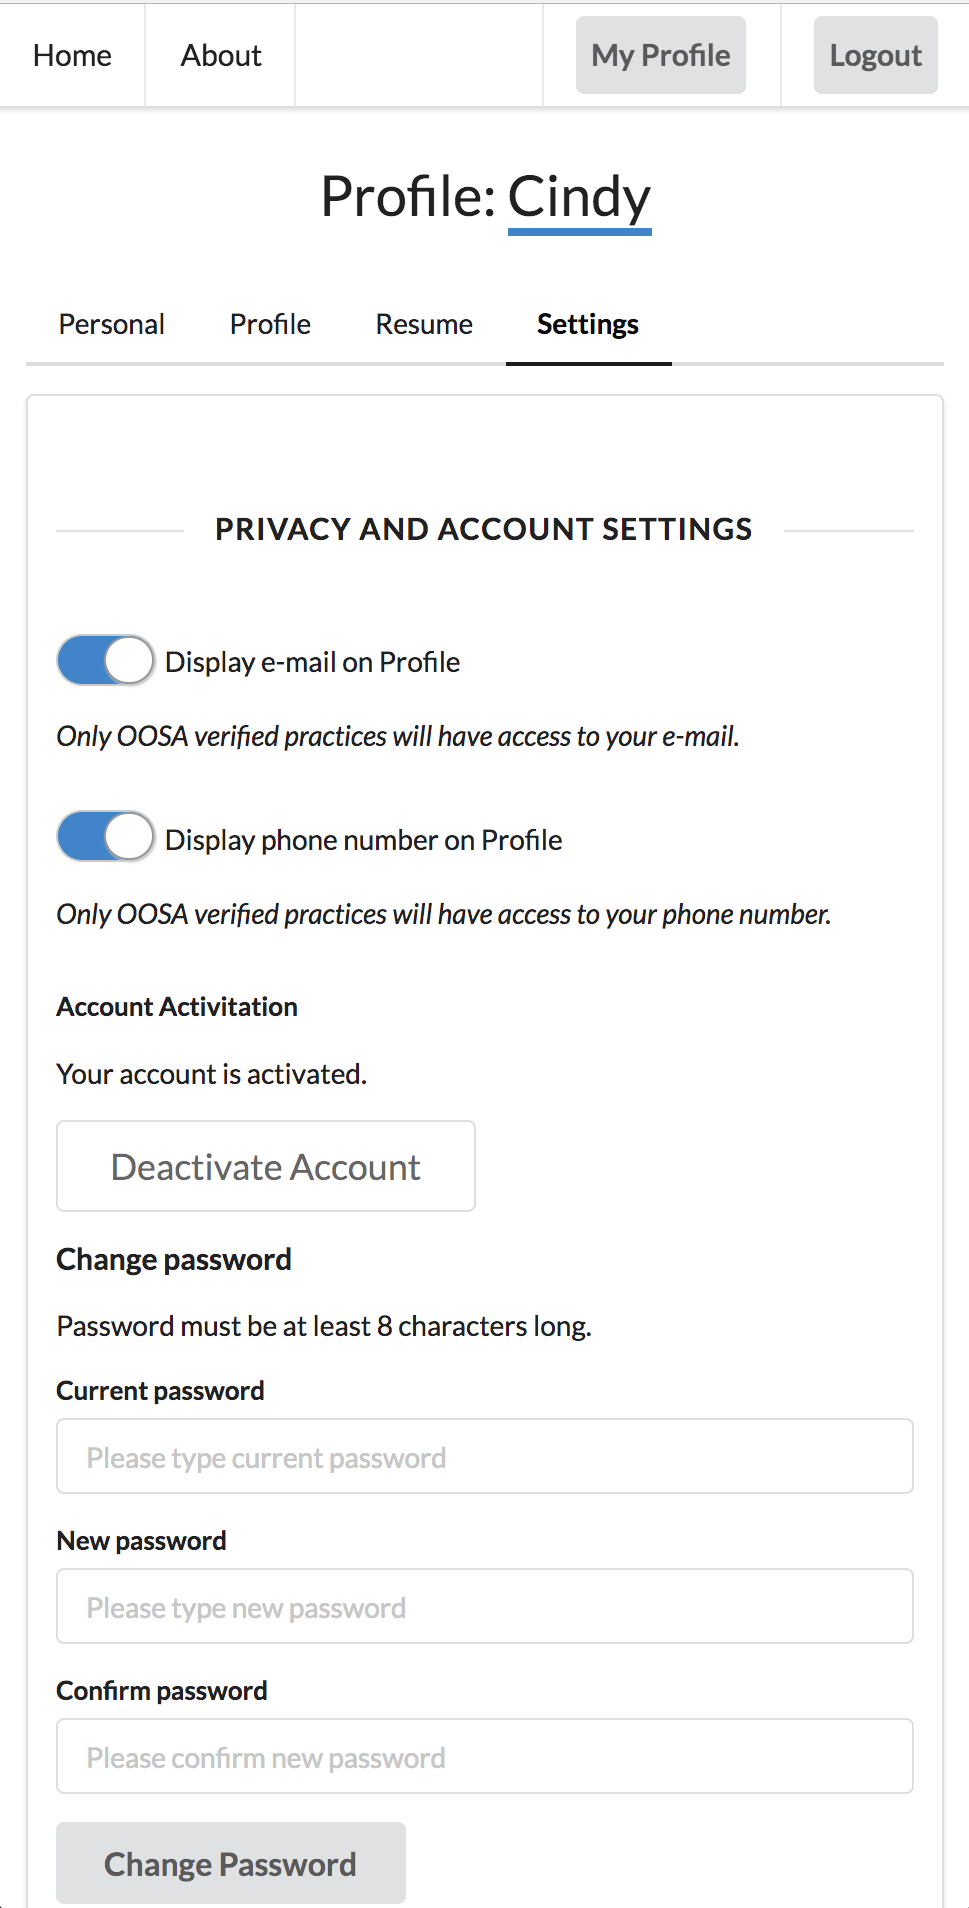 Home
About
My Profile
Logout
Profile: Cindy
Personal
Profile
Resume
Settings
PRIVACY AND ACCOUNT SETTINGS
Display e-mail on Profile
Only OOSA verified practices will have access to your e-mail.
Display phone number on Profile
Only OOSA verified practices will have access to your phone number.
Account Activitation
Your account is activated.
Deactivate Account
Change password
Password must be at least 8 characters long.
Current password
Please type current password
New password
Please type new password
Confirm password
Please confirm new password
Change Password